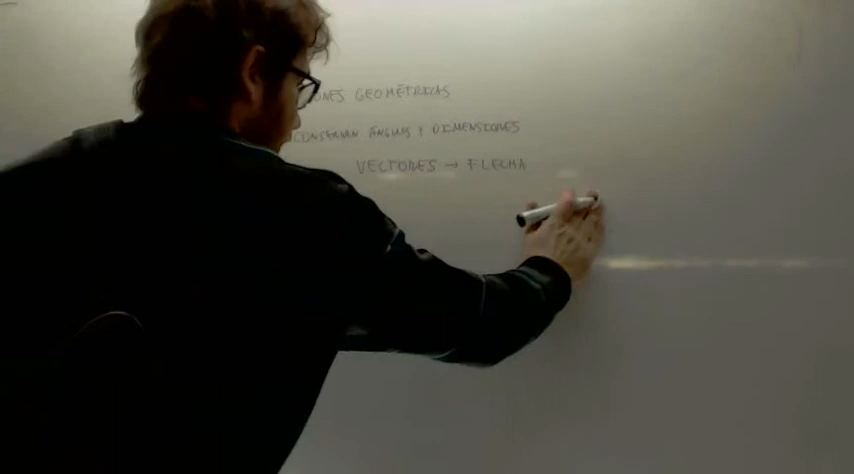 GEOMÉTRICAS
CONSERVAN ÁNGULOS Y DIMENSIONES
VECTORES → FLECHA